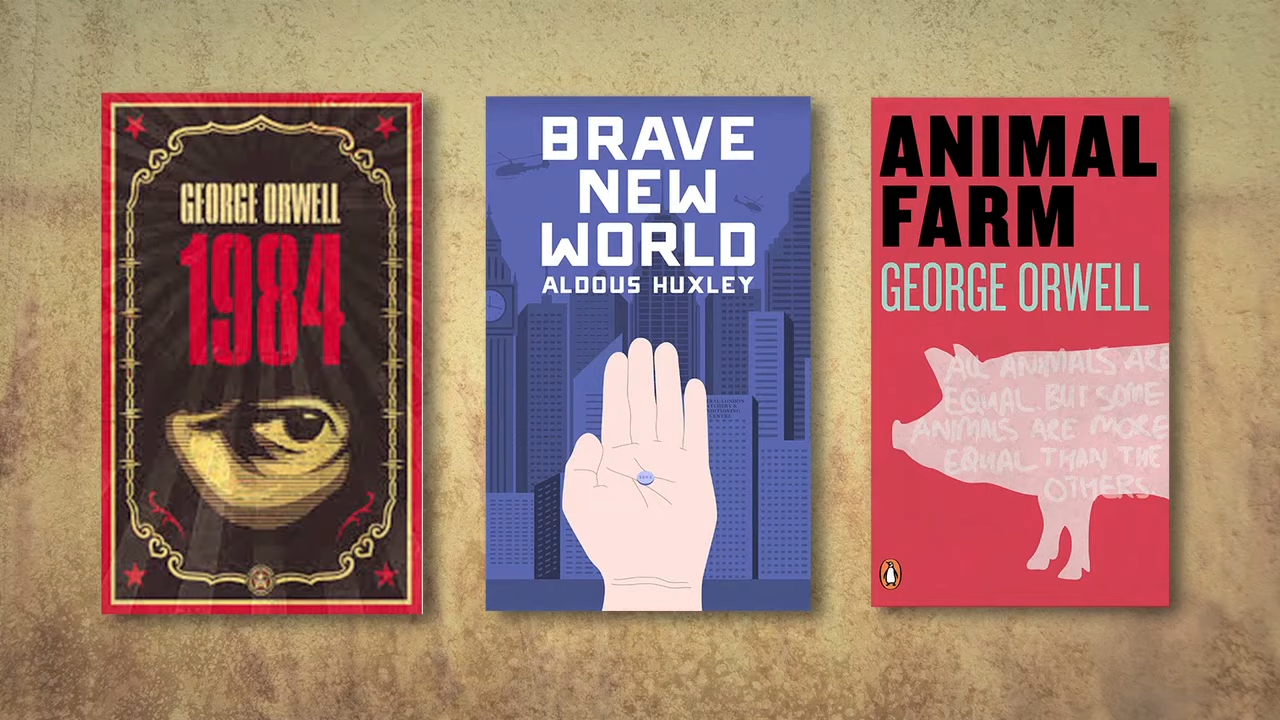 GEORGE ORWELL
1984
BRAVE
NEW
WORLD
ALDOUS HUXLEY
ANIMAL
FARM
GEORGE ORWELL
ALL ANIMALS ARE
EQUAL. BUT SOME
ANIMALS ARE MORE
EQUAL THAN THE
OTHERS.